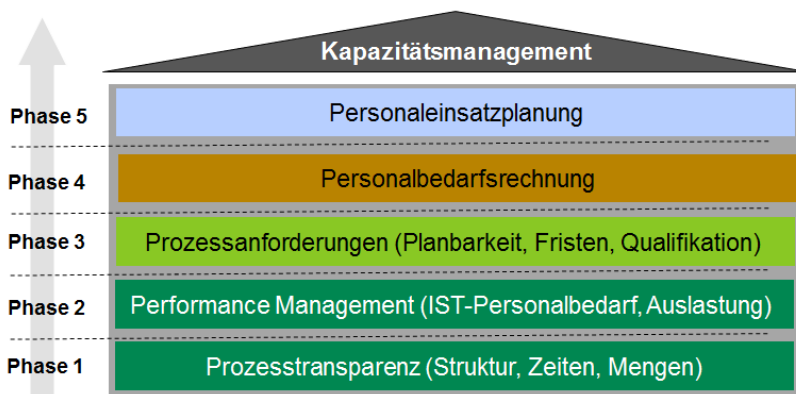 Kapazitätsmanagement
Phase 5
Personaleinsatzplanung
Phase 4
Personalbedarfsrechnung
Phase 3
Prozessanforderungen (Planbarkeit, Fristen, Qualifikation)
Phase 2
Performance Management (IST-Personalbedarf, Auslastung)
Phase 1
Prozesstransparenz (Struktur, Zeiten, Mengen)